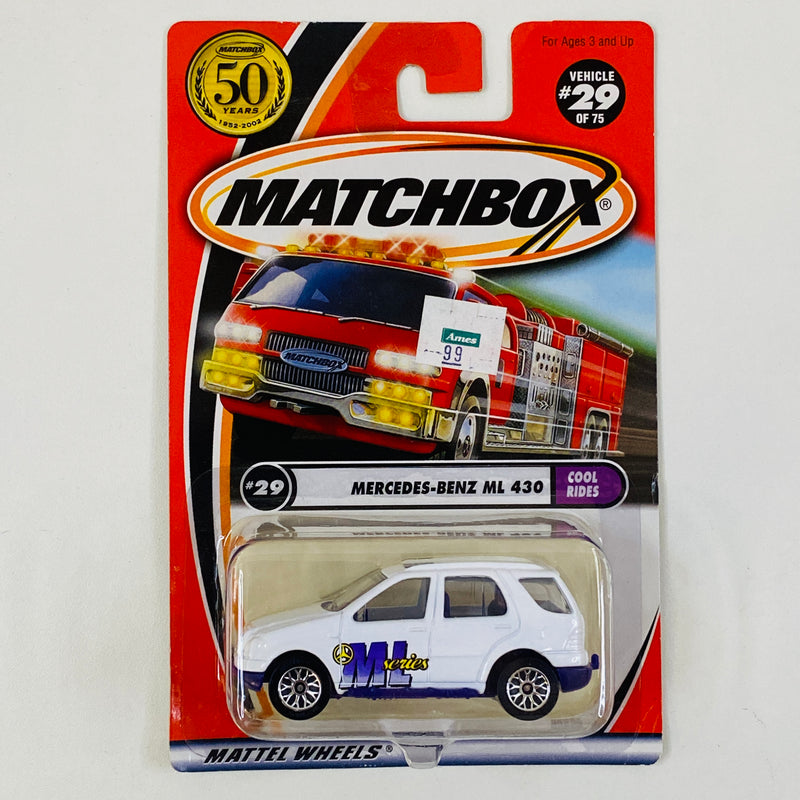 MATCHBOX
50
YEARS
1952-2002
For Ages 3 and Up
VEHICLE
#29
OF 75
MATCHBOX®
Ames
99
MATCHBOX
#29
MERCEDES-BENZ ML 430
COOL
RIDES
ML series
MATTEL WHEELS®